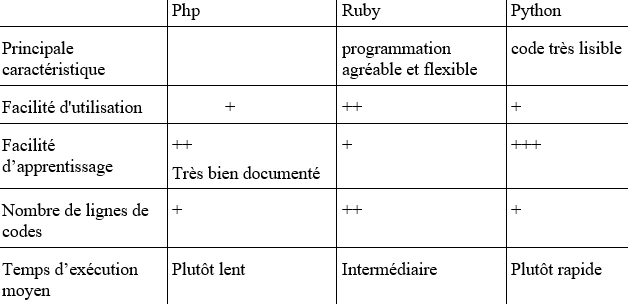 Php Ruby Python
Principale caractéristique programmation agréable et flexible code très lisible
Facilité d'utilisation + ++ +
Facilité d’apprentissage ++ Très bien documenté + +++
Nombre de lignes de codes + ++ +
Temps d’exécution moyen Plutôt lent Intermédiaire Plutôt rapide